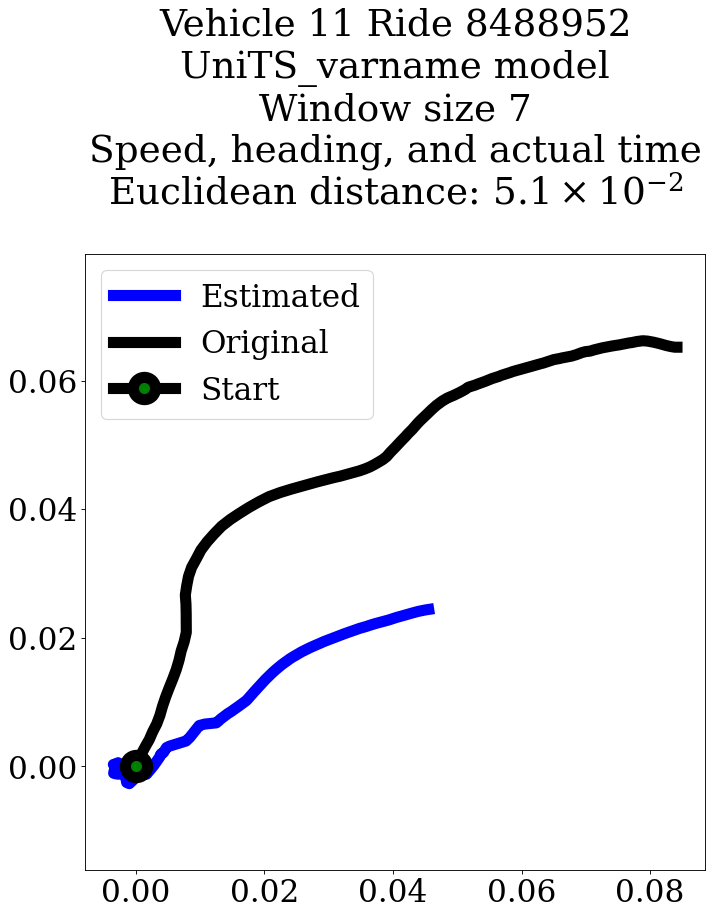 Vehicle 11 Ride 8488952
UniTS_varname model
Window size 7
Speed, heading, and actual time
Euclidean distance: 5.1 × 10⁻²
Estimated
Original
Start
0.06
0.04
0.02
0.00
0.00 0.02 0.04 0.06 0.08